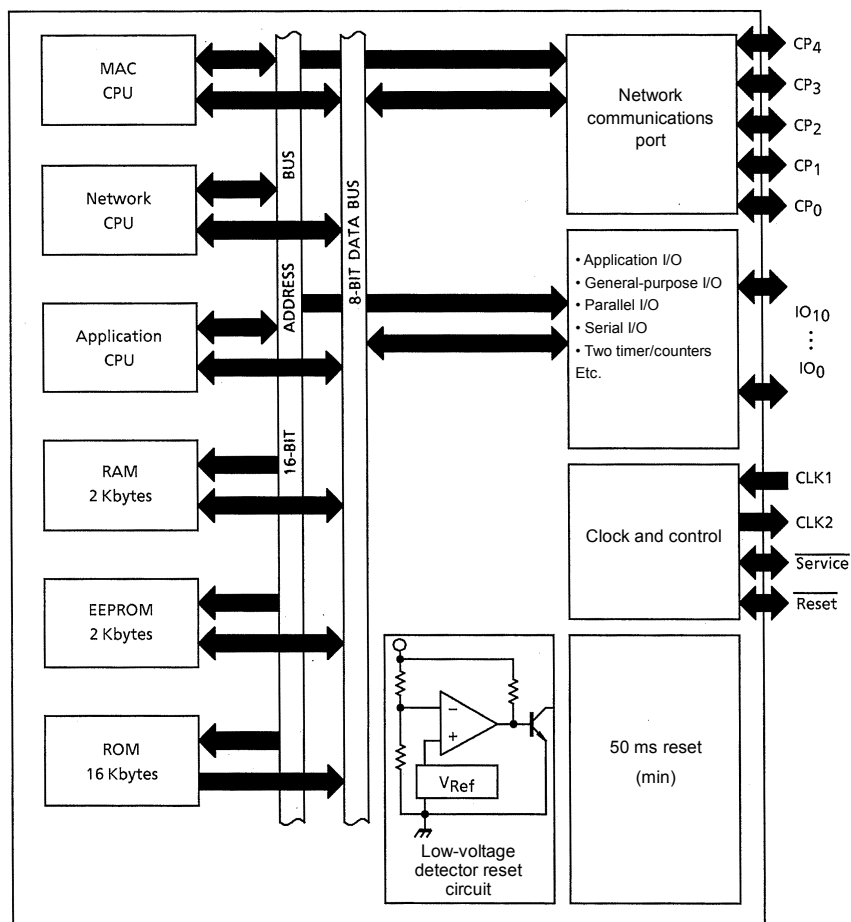 MAC
CPU
Network
CPU
Application
CPU
RAM
2 Kbytes
EEPROM
2 Kbytes
ROM
16 Kbytes
16-BIT ADDRESS BUS
8-BIT DATA BUS
Network
communications
port
• Application I/O
• General-purpose I/O
• Parallel I/O
• Serial I/O
• Two timer/counters
Etc.
Clock and control
50 ms reset
(min)
−
+
VRef
Low-voltage
detector reset
circuit
CP4
CP3
CP2
CP1
CP0
IO10
⋮
IO0
CLK1
CLK2
Service
Reset